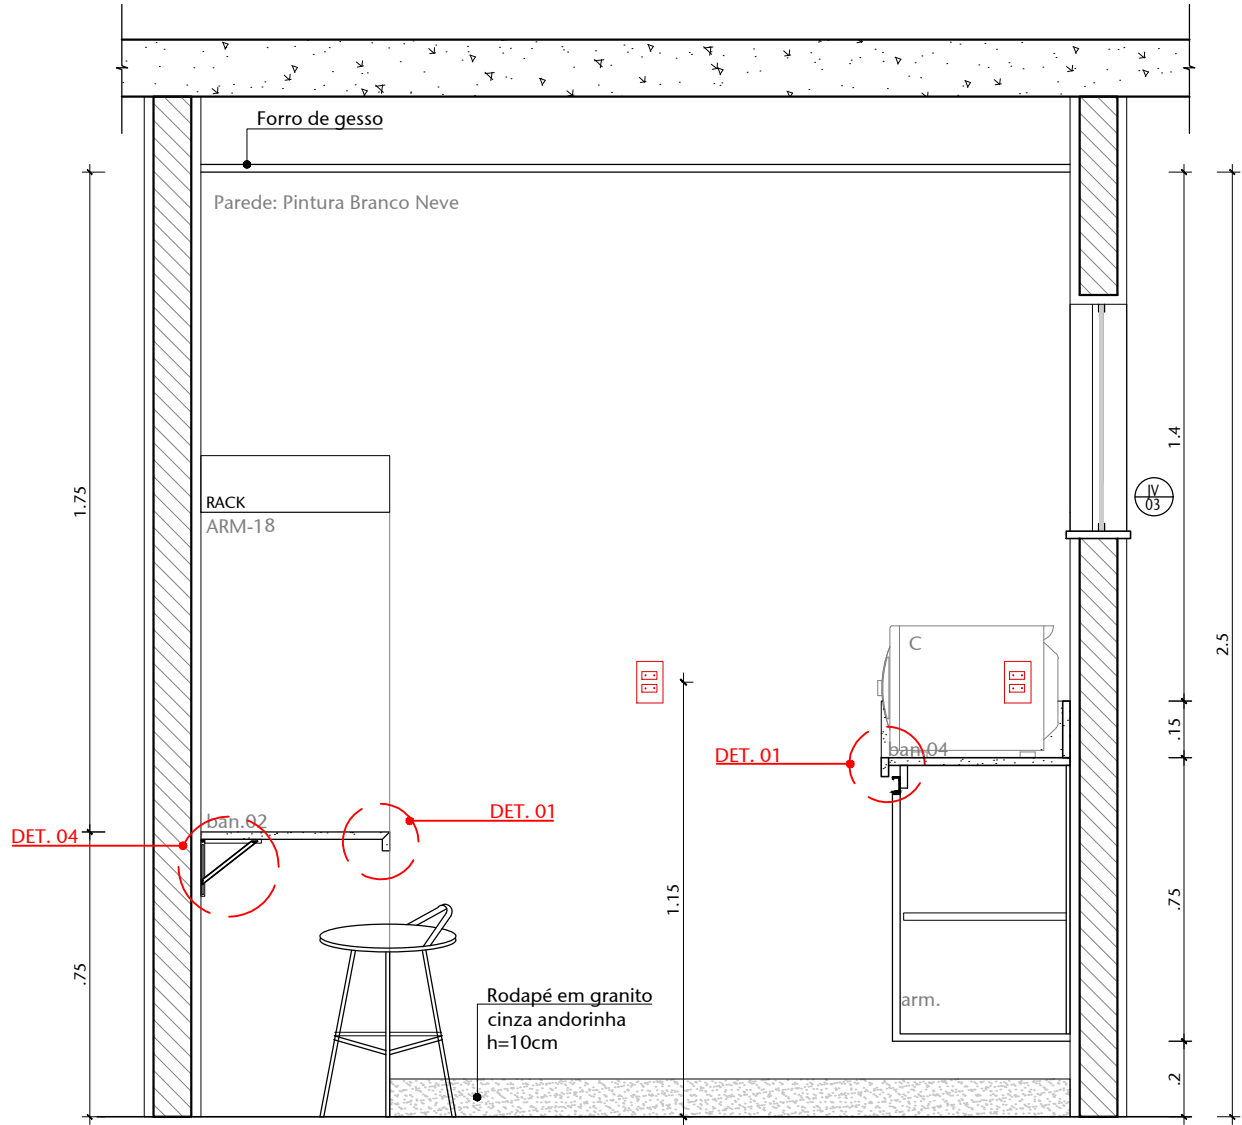 Forro de gesso
Parede: Pintura Branco Neve
1.4
1.75
RACK
ARM-18
JV
03
C
2.5
.15
ban.04
DET. 01
DET. 01
ban.02
DET. 04
1.15
.75
.75
Rodapé em granito
cinza andorinha
h=10cm
arm.
.2